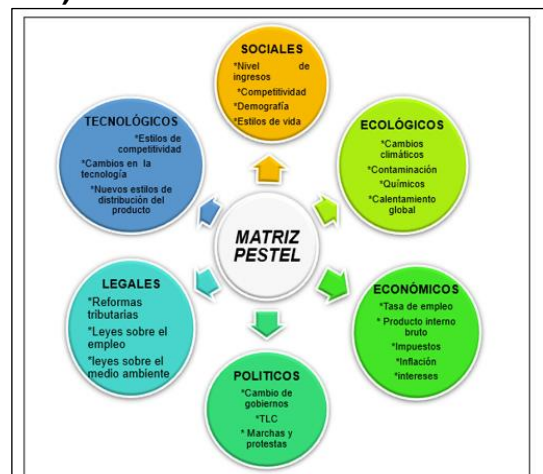 SOCIALES
*Nivel de
ingresos
*Competitividad
*Demografía
*Estilos de vida
ECOLÓGICOS
*Cambios
climáticos
*Contaminación
*Químicos
*Calentamiento
global
ECONÓMICOS
*Tasa de empleo
* Producto interno
bruto
*Impuestos
*Inflación
*intereses
POLITICOS
*Cambio de
gobiernos
*TLC
* Marchas y
protestas
LEGALES
*Reformas
tributarias
*Leyes sobre el
empleo
*leyes sobre el
medio ambiente
TECNOLÓGICOS
*Estilos de
competitividad
*Cambios en la
tecnología
*Nuevos estilos de
distribución del
producto
MATRIZ
PESTEL